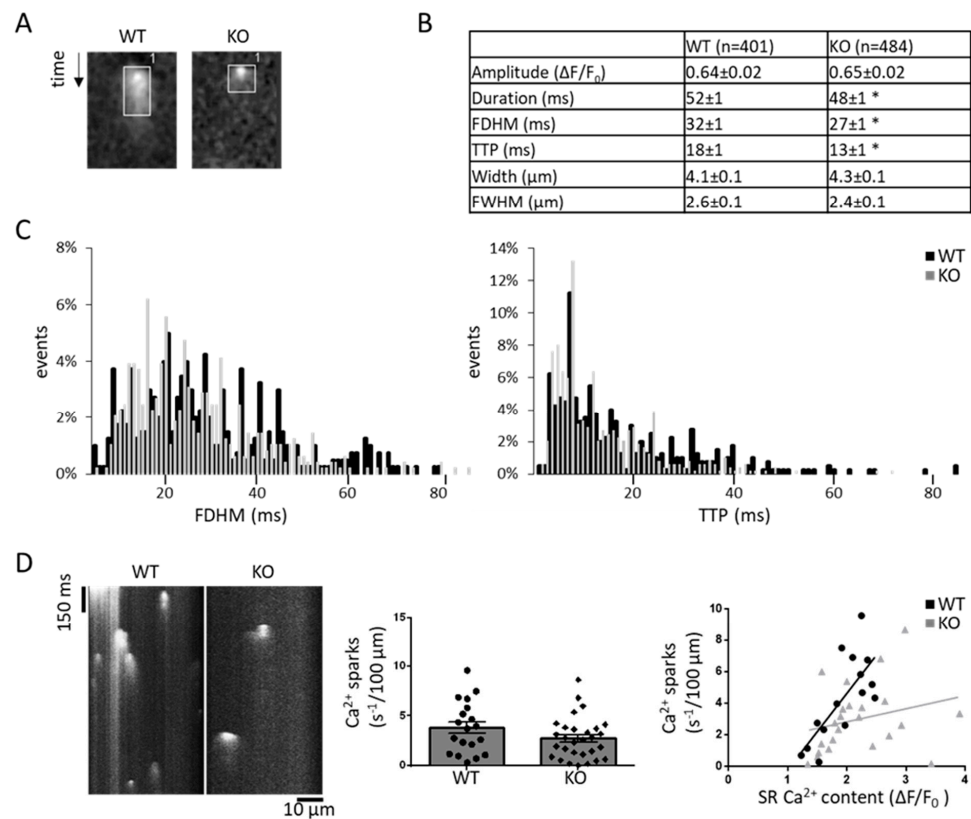 A
WT
KO
time
1
1
B
WT (n=401)
KO (n=484)
Amplitude (ΔF/F₀)
0.64±0.02
0.65±0.02
Duration (ms)
52±1
48±1 *
FDHM (ms)
32±1
27±1 *
TTP (ms)
18±1
13±1 *
Width (μm)
4.1±0.1
4.3±0.1
FWHM (μm)
2.6±0.1
2.4±0.1
C
8%
6%
4%
2%
0%
events
20
40
60
80
FDHM (ms)
14%
12%
10%
8%
6%
4%
2%
0%
events
20
40
60
80
TTP (ms)
WT
KO
D
WT
KO
150 ms
10 μm
15
10
5
0
Ca²⁺ sparks
(s⁻¹/100 μm)
WT
KO
10
8
6
4
2
0
Ca²⁺ sparks
(s⁻¹/100 μm)
0
1
2
3
4
SR Ca²⁺ content (ΔF/F₀ )
WT
KO